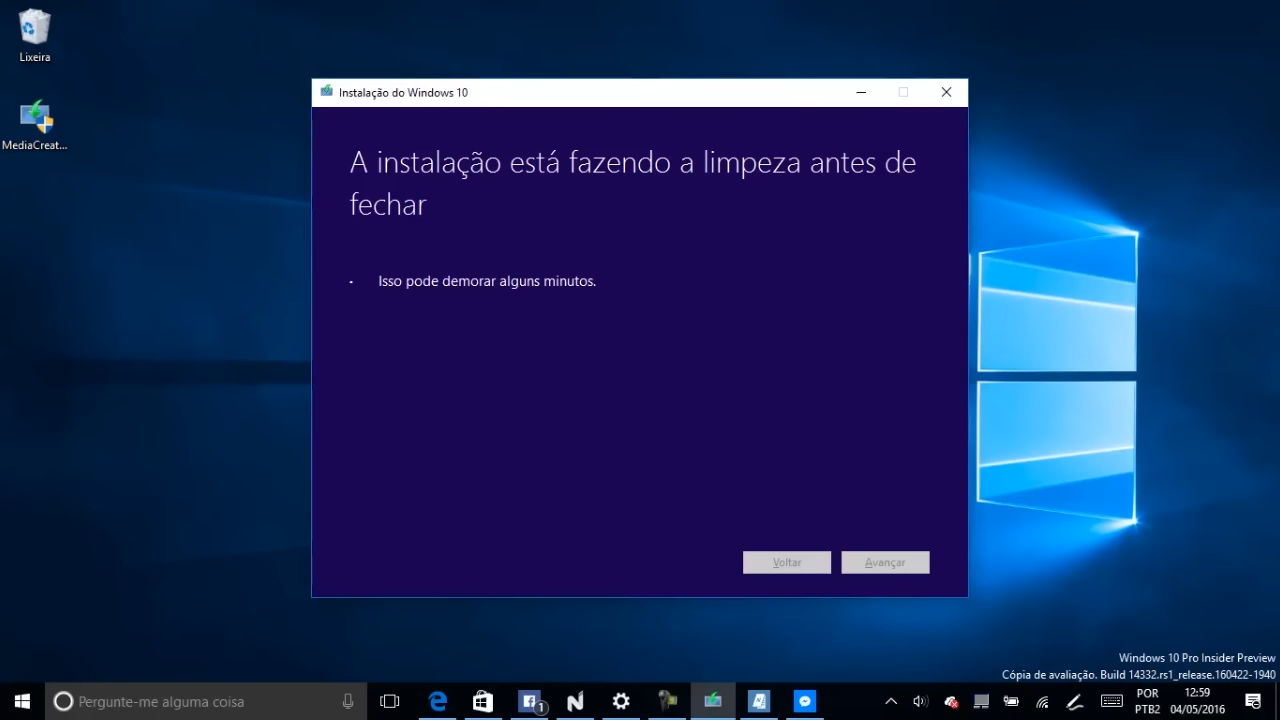 Lixeira
MediaCreat...
Instalação do Windows 10
A instalação está fazendo a limpeza antes de
fechar
Isso pode demorar alguns minutos.
Voltar
Avançar
Windows 10 Pro Insider Preview
Cópia de avaliação. Build 14332.rs1_release.160422-1940
Pergunte-me alguma coisa
1
POR
PTB2
12:59
04/05/2016